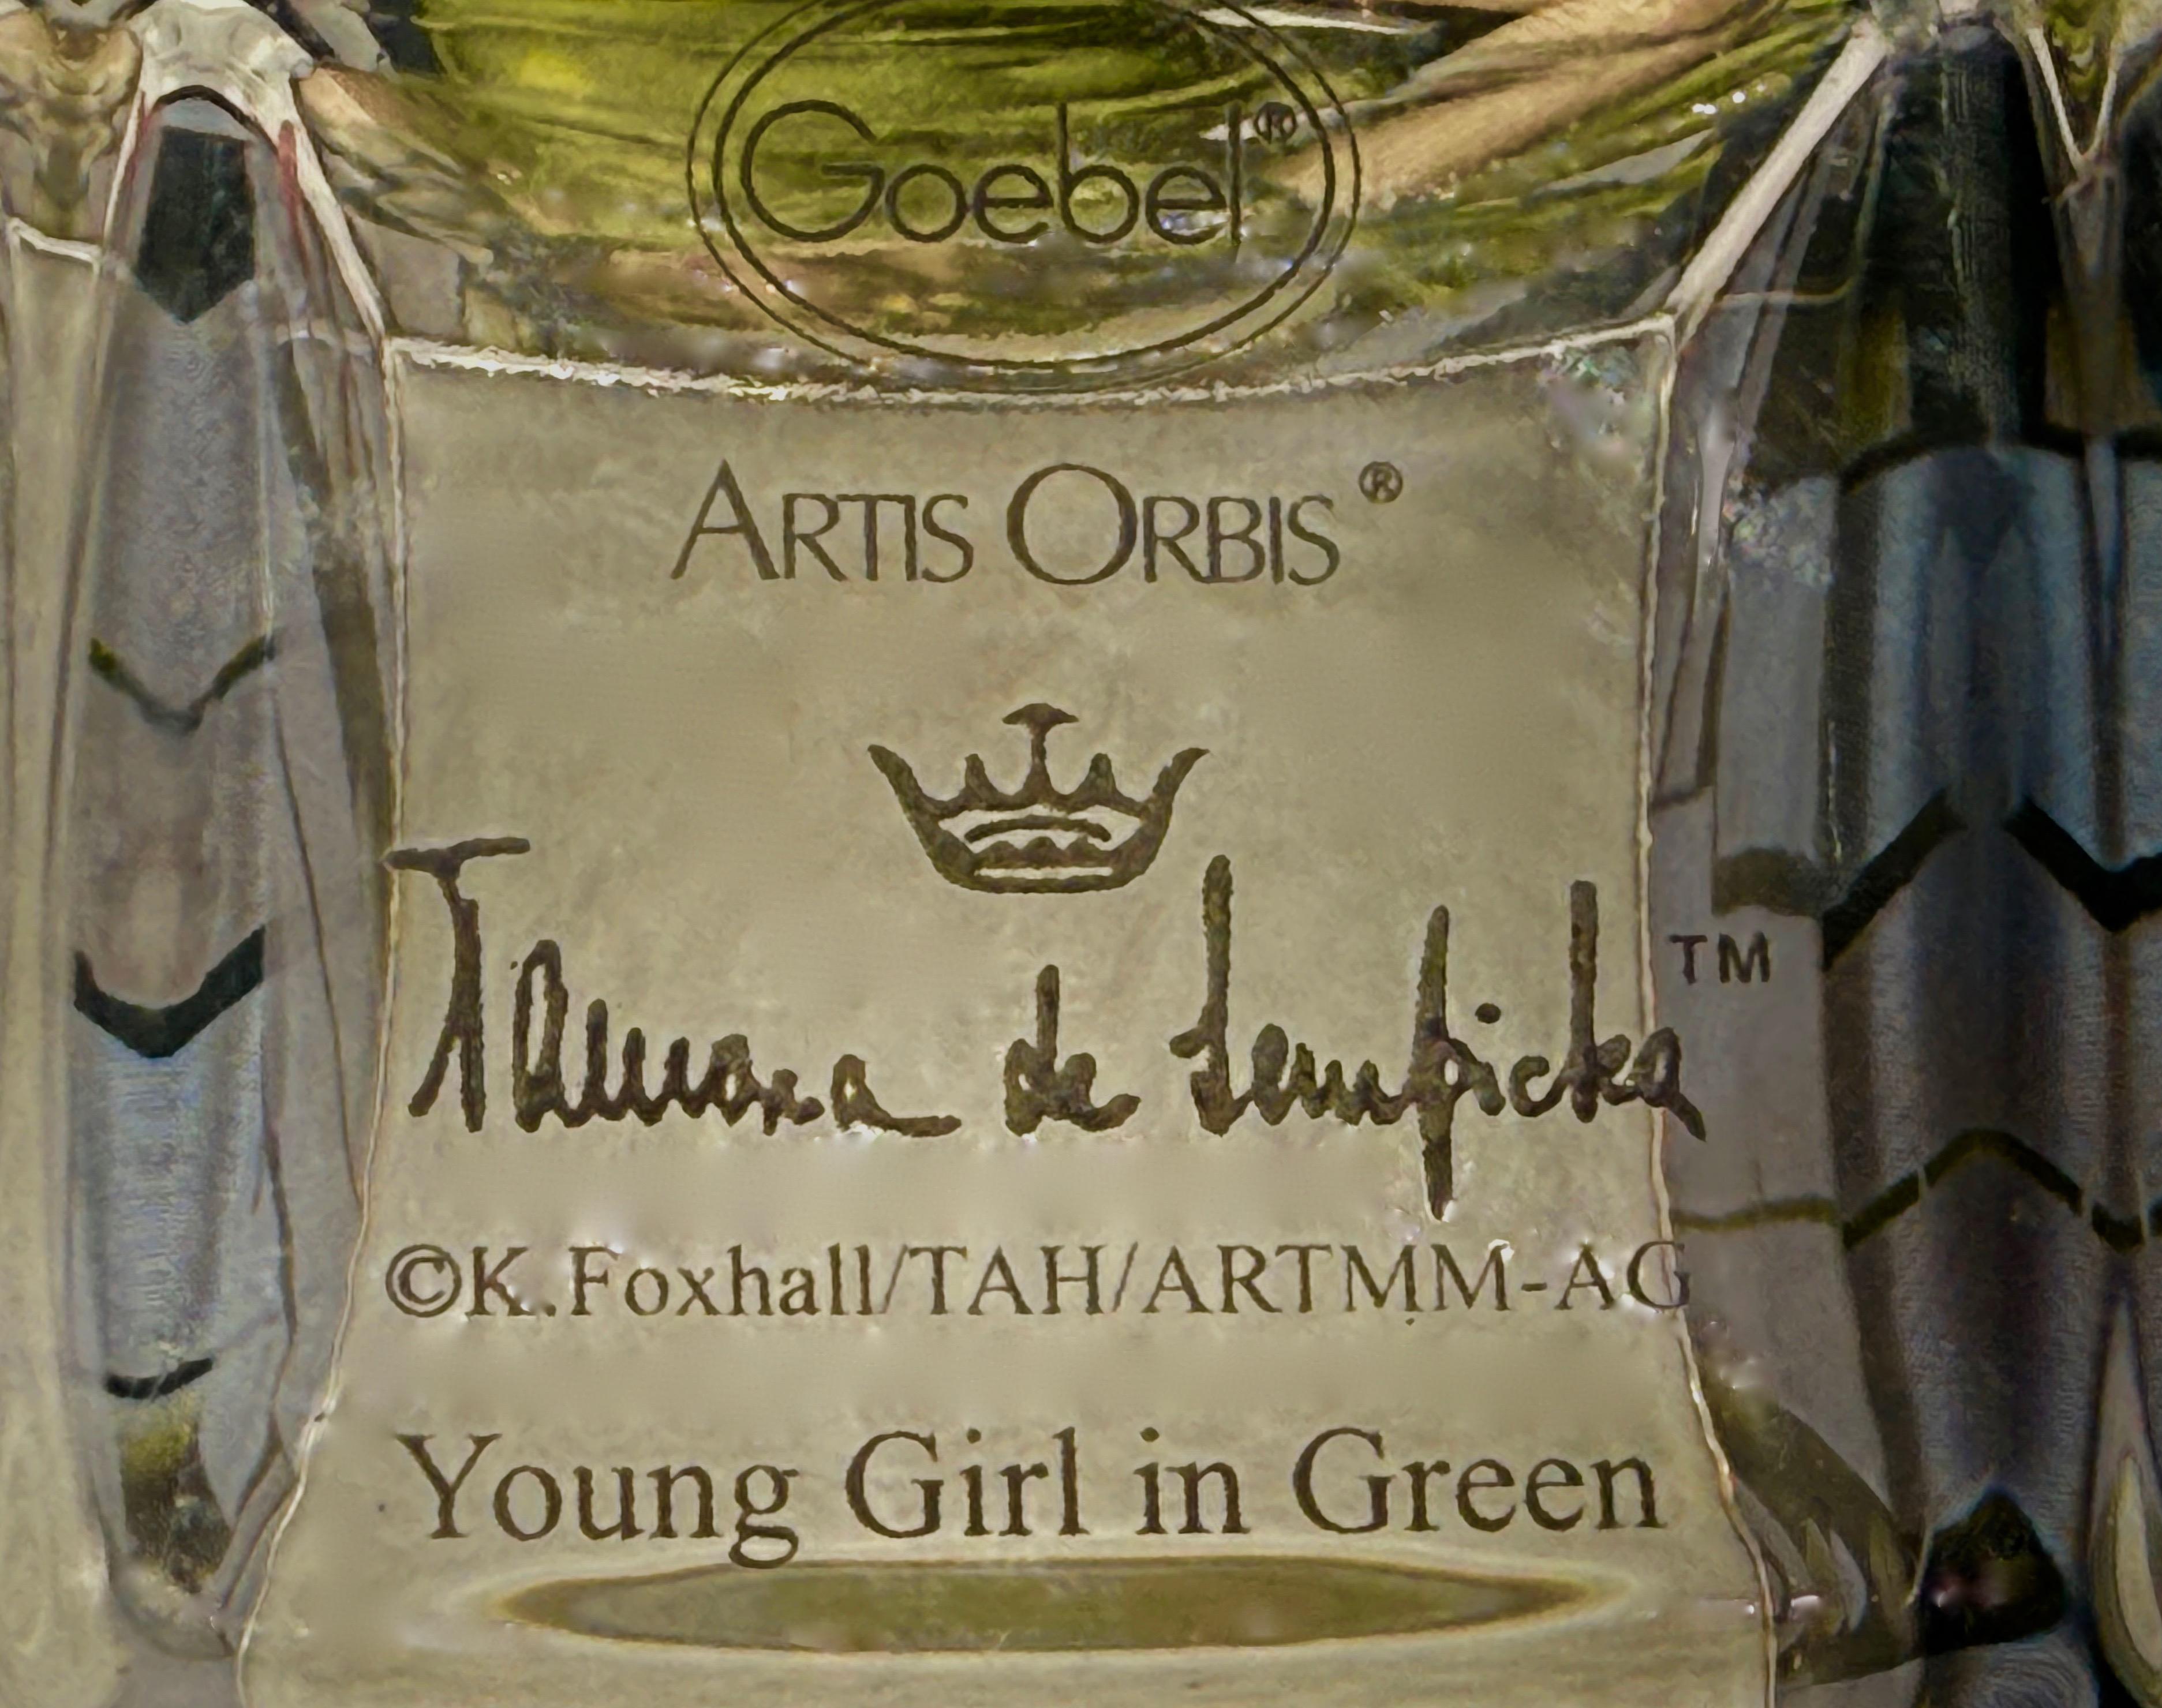 Goebel®
ARTIS ORBIS®
Tamara de Lempicka™
©K.Foxhall/TAH/ARTMM-AG
Young Girl in Green